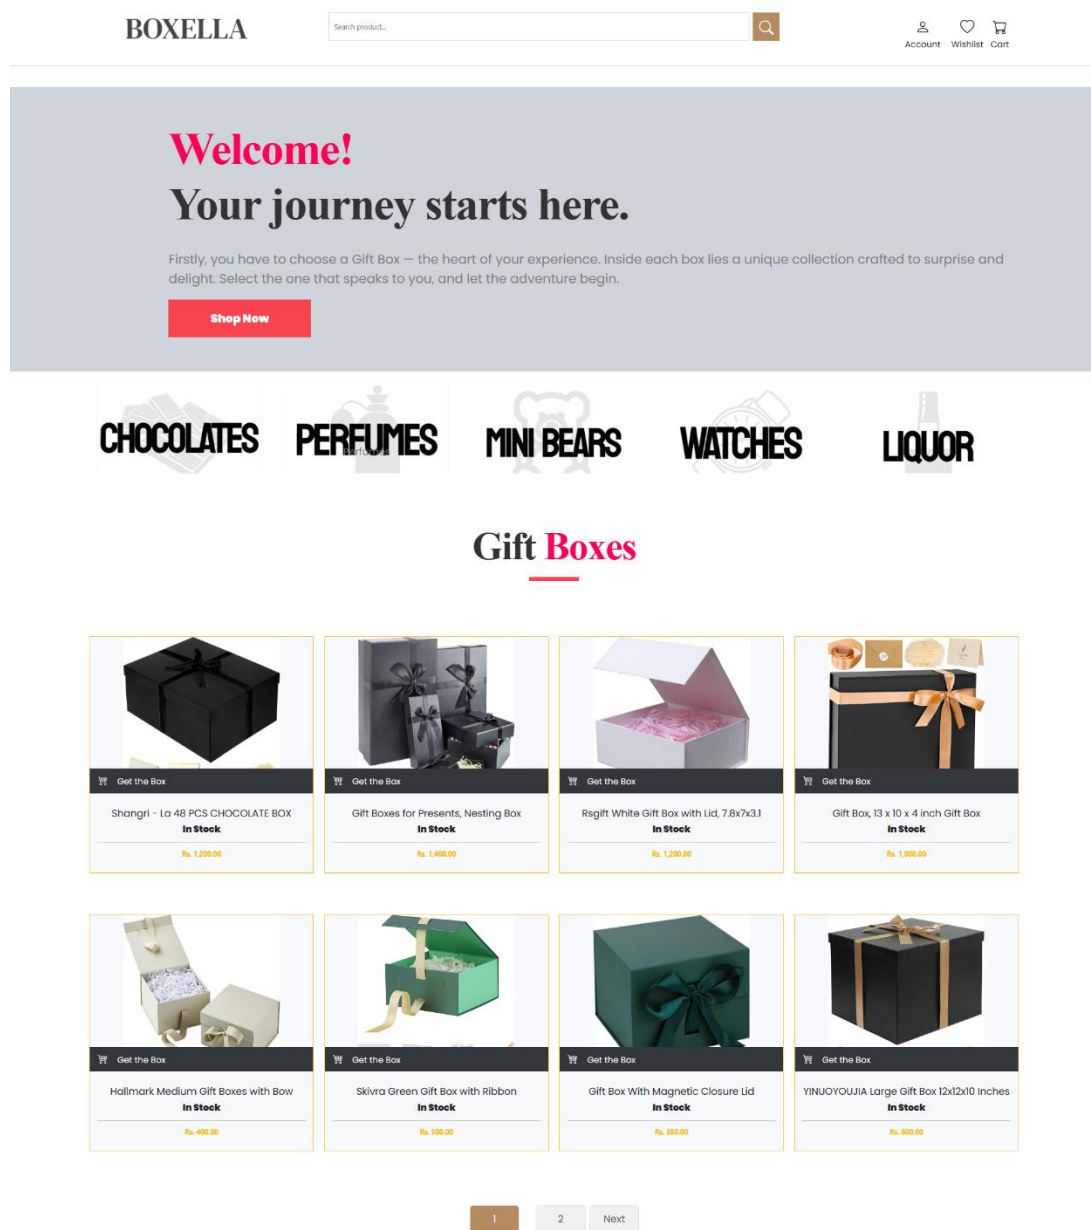 BOXELLA
Search product...
Account Wishlist Cart
Welcome!
Your journey starts here.
Firstly, you have to choose a Gift Box — the heart of your experience. Inside each box lies a unique collection crafted to surprise and
delight. Select the one that speaks to you, and let the adventure begin.
Shop Now
CHOCOLATES PERFUMES MINI BEARS WATCHES LIQUOR
Perfumes
Gift Boxes
Get the Box Get the Box Get the Box Get the Box
Shangri - La 48 PCS CHOCOLATE BOX Gift Boxes for Presents, Nesting Box Rsgift White Gift Box with Lid, 7.8x7x3.1 Gift Box, 13 x 10 x 4 inch Gift Box
In Stock In Stock In Stock In Stock
Rs. 1,200.00 Rs. 1,400.00 Rs. 1,200.00 Rs. 1,000.00
Get the Box Get the Box Get the Box Get the Box
Hallmark Medium Gift Boxes with Bow Skivra Green Gift Box with Ribbon Gift Box With Magnetic Closure Lid YINUOYOUJIA Large Gift Box 12x12x10 Inches
In Stock In Stock In Stock In Stock
Rs. 400.00 Rs. 500.00 Rs. 350.00 Rs. 600.00
1 2 Next